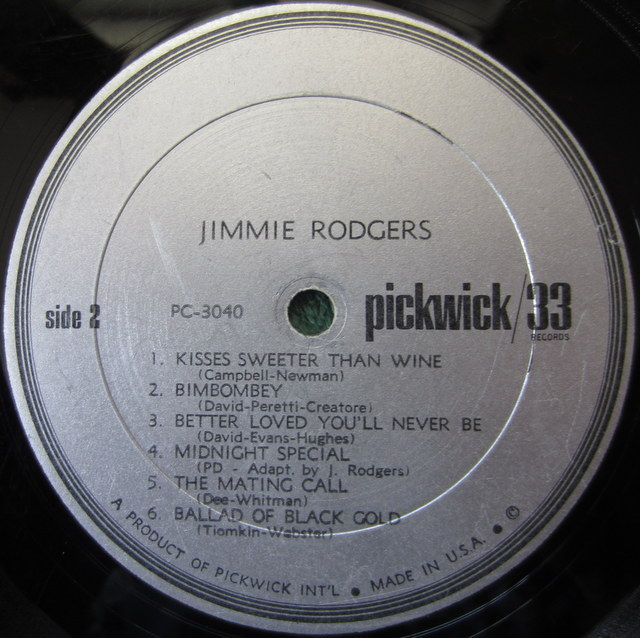 JIMMIE RODGERS
side 2
PC-3040
pickwick/33
RECORDS
1. KISSES SWEETER THAN WINE
(Campbell-Newman)
2. BIMBOMBEY
(David-Peretti-Creatore)
3. BETTER LOVED YOU'LL NEVER BE
(David-Evans-Hughes)
4. MIDNIGHT SPECIAL
(PD - Adapt. by J. Rodgers)
5. THE MATING CALL
(Dee-Whitman)
6. BALLAD OF BLACK GOLD
(Tiomkin-Webster)
A PRODUCT OF PICKWICK INT'L ● MADE IN U.S.A. ● ©